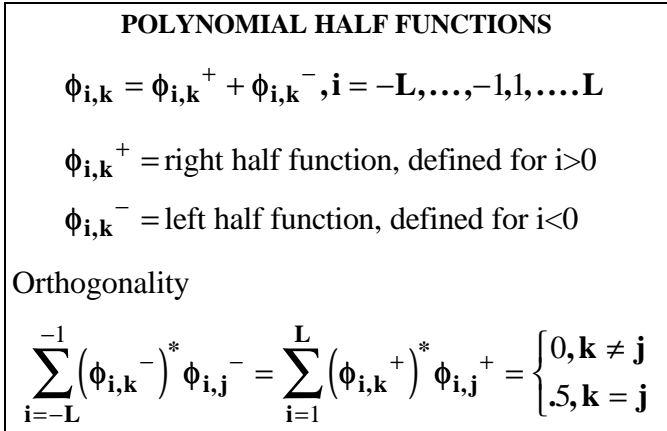 POLYNOMIAL HALF FUNCTIONS
ϕᵢ,ₖ = ϕᵢ,ₖ⁺ + ϕᵢ,ₖ⁻, i = −L,...,−1,1,....L
ϕᵢ,ₖ⁺ = right half function, defined for i>0
ϕᵢ,ₖ⁻ = left half function, defined for i<0
Orthogonality
∑_{i=−L}^{−1} (ϕᵢ,ₖ⁻)* ϕᵢ,ⱼ⁻ = ∑_{i=1}^{L} (ϕᵢ,ₖ⁺)* ϕᵢ,ⱼ⁺ = {0, k ≠ j
.5, k = j